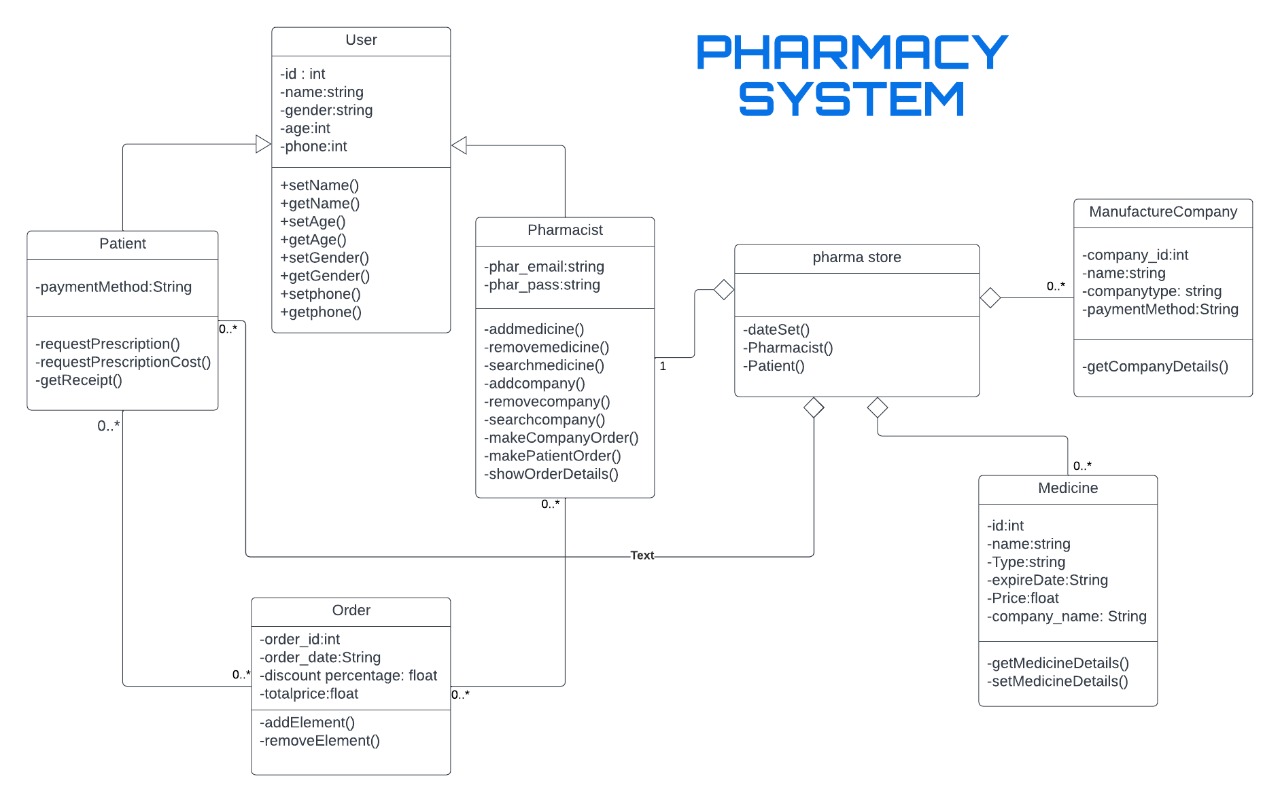 PHARMACY
SYSTEM
User
-id : int
-name:string
-gender:string
-age:int
-phone:int
+setName()
+getName()
+setAge()
+getAge()
+setGender()
+getGender()
+setphone()
+getphone()
Patient
-paymentMethod:String
-requestPrescription()
-requestPrescriptionCost()
-getReceipt()
0..*
0..*
Pharmacist
-phar_email:string
-phar_pass:string
-addmedicine()
-removemedicine()
-searchmedicine()
-addcompany()
-removecompany()
-searchcompany()
-makeCompanyOrder()
-makePatientOrder()
-showOrderDetails()
1
0..*
pharma store
-dateSet()
-Pharmacist()
-Patient()
ManufactureCompany
-company_id:int
-name:string
-companytype: string
-paymentMethod:String
-getCompanyDetails()
0..*
0..*
Medicine
-id:int
-name:string
-Type:string
-expireDate:String
-Price:float
-company_name: String
-getMedicineDetails()
-setMedicineDetails()
Text
Order
-order_id:int
-order_date:String
-discount percentage: float
-totalprice:float
-addElement()
-removeElement()
0..*
0..*